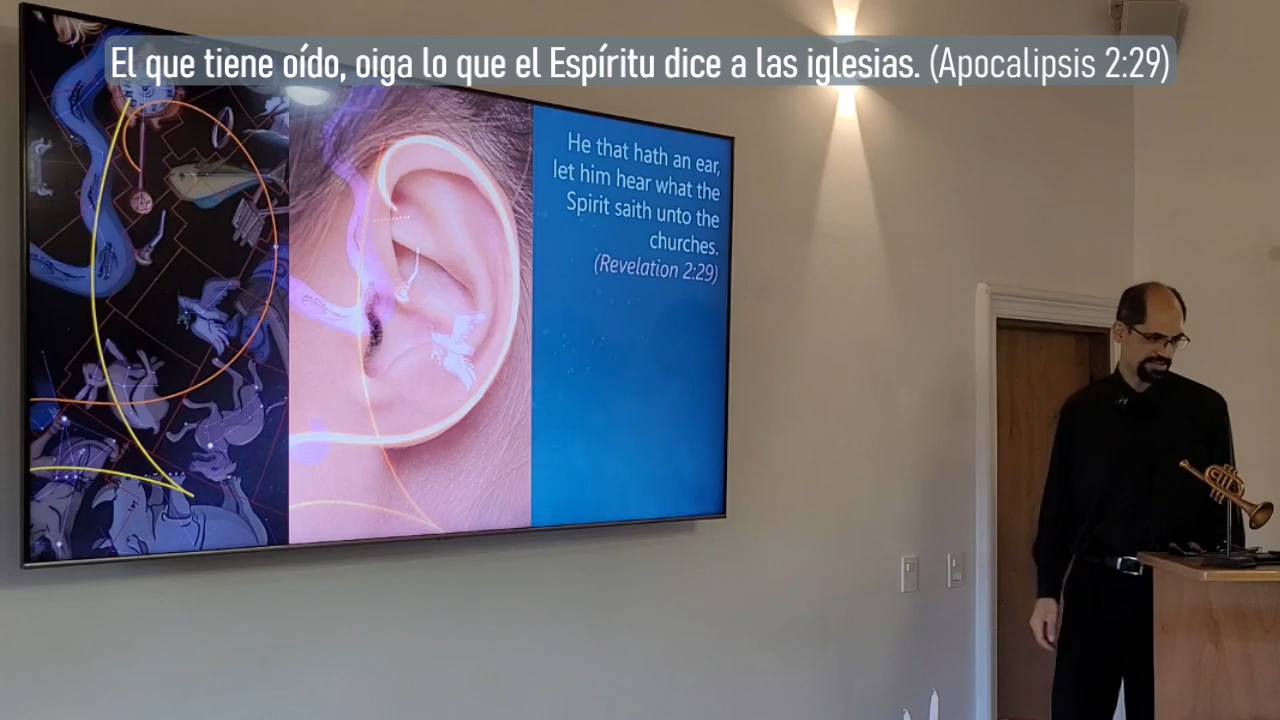 El que tiene oído, oiga lo que el Espíritu dice a las iglesias. (Apocalipsis 2:29)
He that hath an ear,
let him hear what the
Spirit saith unto the
churches.
(Revelation 2:29)